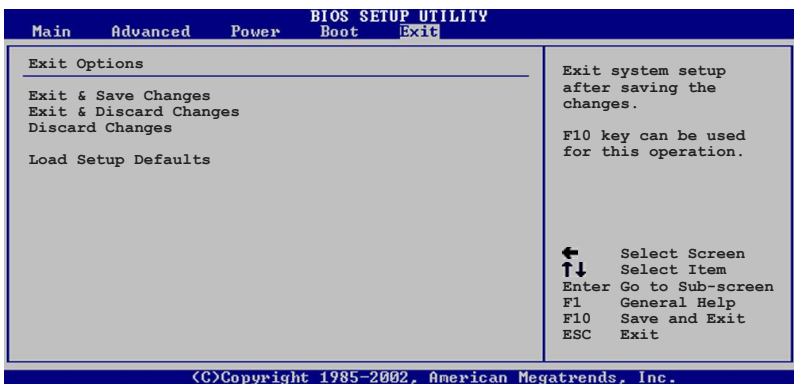 BIOS SETUP UTILITY
Main Advanced Power Boot Exit
Exit Options
Exit & Save Changes
Exit & Discard Changes
Discard Changes
Load Setup Defaults
Exit system setup
after saving the
changes.
F10 key can be used
for this operation.
← Select Screen
↑↓ Select Item
Enter Go to Sub-screen
F1 General Help
F10 Save and Exit
ESC Exit
(C)Copyright 1985-2002, American Megatrends, Inc.